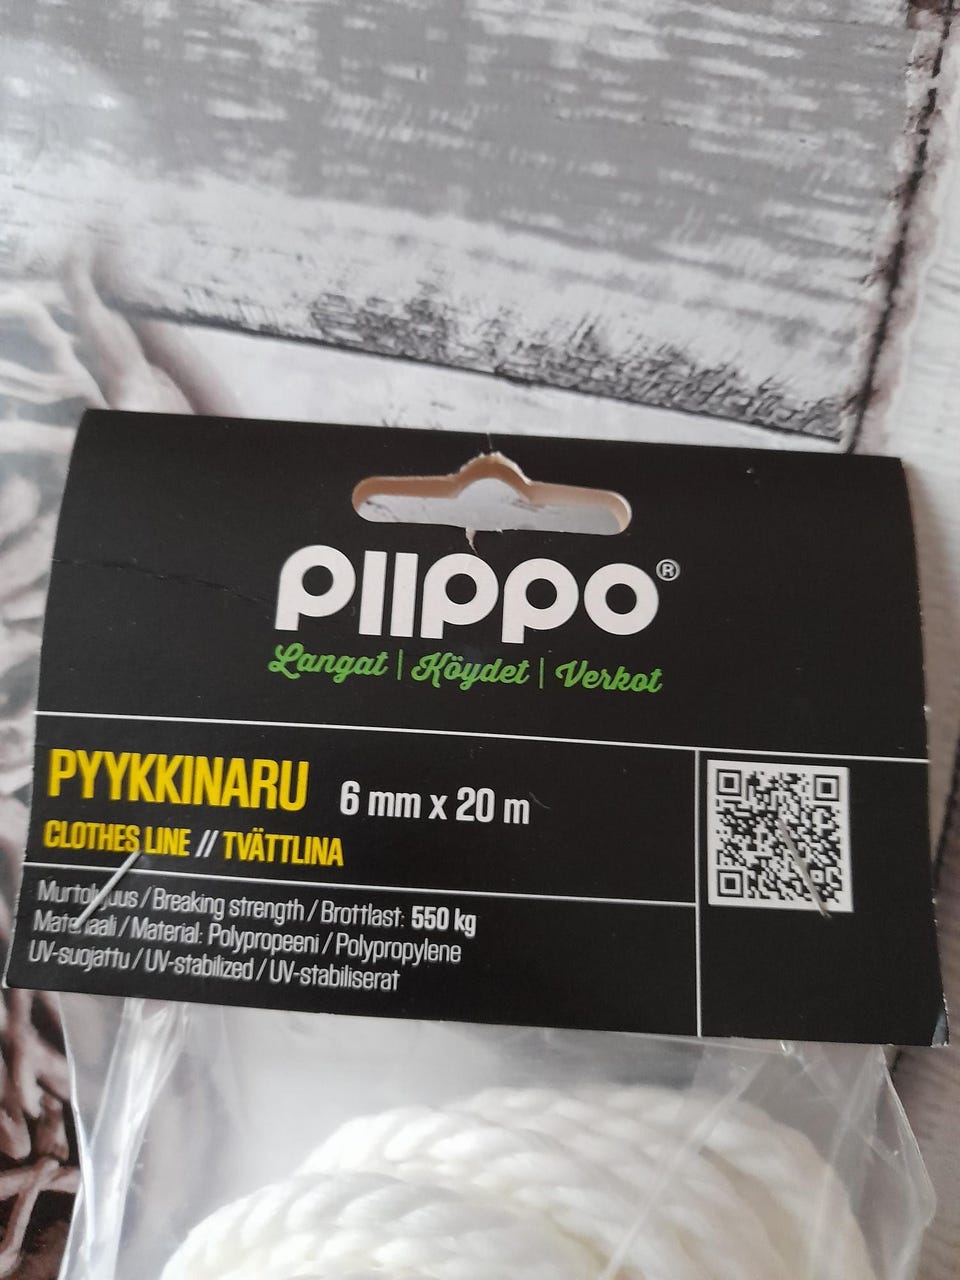 PIIPPO®
Langat | Köydet | Verkot
PYYKKINARU 6 mm x 20 m
CLOTHES LINE // TVÄTTLINA
Murtolujuus / Breaking strength / Brottlast: 550 kg
Materiaali / Material: Polypropeeni / Polypropylene
UV-suojattu / UV-stabilized / UV-stabiliserat